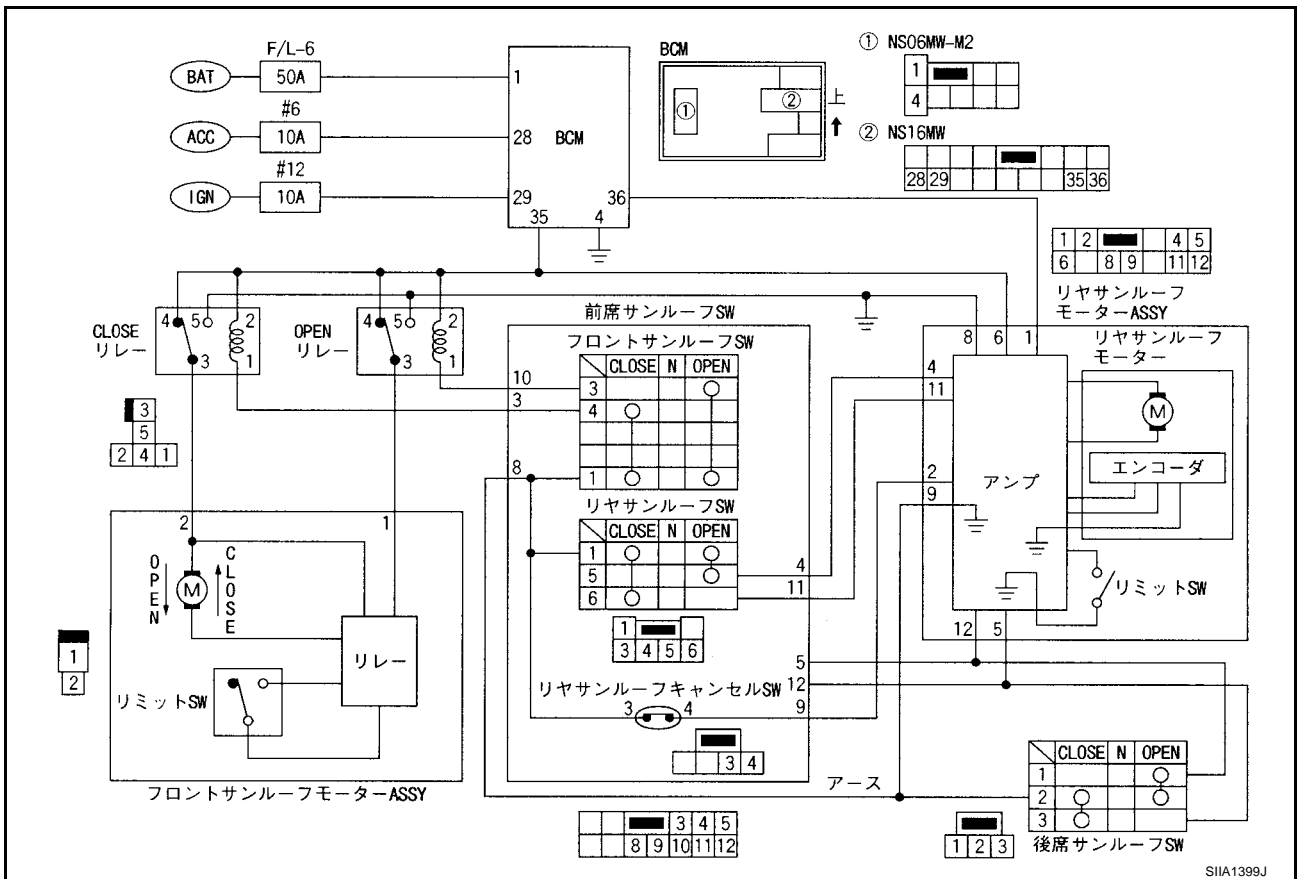 F/L-6
BAT 50A 1
#6
ACC 10A 28 BCM
#12
IGN 10A 29 36
35 4
BCM
① ② 上
① NS06MW-M2
1
4
② NS16MW
28 29 35 36
1 2 4 5
6 8 9 11 12
リヤサンルーフ
モーターASSY
リヤサンルーフ
モーター
CLOSE
リレー
4 5 2
3 1
OPEN
リレー
4 5 2
3 1
3
5
2 4 1
前席サンルーフSW
フロントサンルーフSW
CLOSE N OPEN
3
4
1
10
3
8
リヤサンルーフSW
CLOSE N OPEN
1
5
6
4
11
1
3 4 5 6
リヤサンルーフキャンセルSW
3 4
5
12
9
3 4
8 6 1
4
11
2
9
アンプ
M
エンコーダ
リミットSW
12 5
2 1
OPEN
CLOSE
M
リレー
リミットSW
フロントサンルーフモーターASSY
1
2
アース
3 4 5
8 9 10 11 12
CLOSE N OPEN
1
2
3
1 2 3
後席サンルーフSW
SIIA1399J